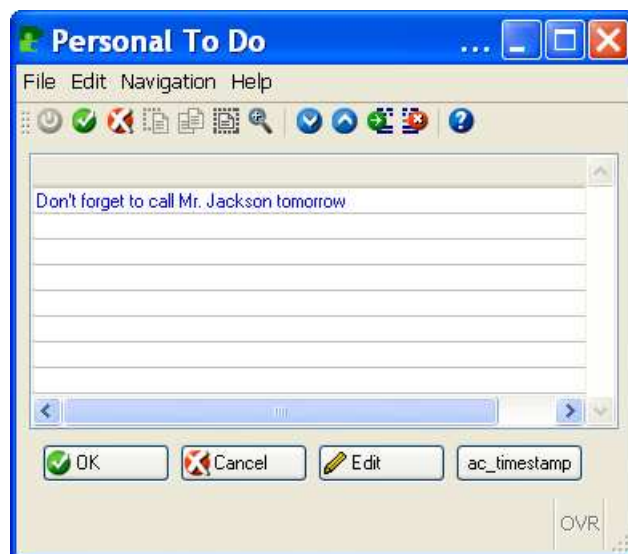 Personal To Do ...
File Edit Navigation Help
Don't forget to call Mr. Jackson tomorrow
OK Cancel Edit ac_timestamp
OVR